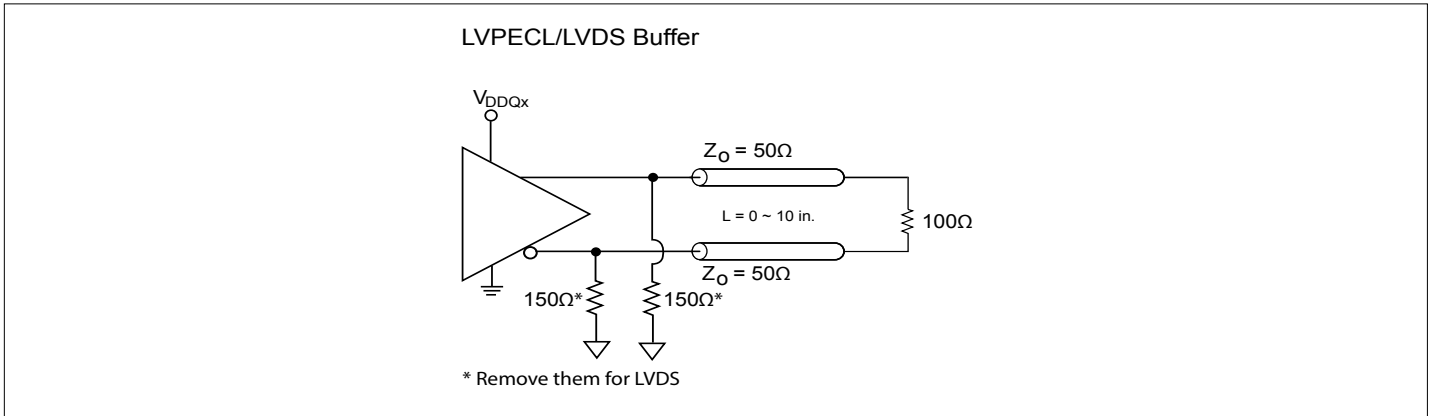 LVPECL/LVDS Buffer
VDDQx
ZO = 50Ω
L = 0 ~ 10 in.
100Ω
ZO = 50Ω
150Ω* 150Ω*
* Remove them for LVDS